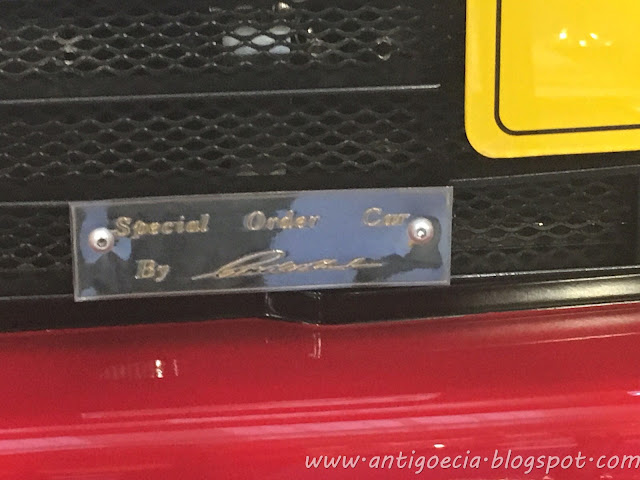 Special Order Car
By
www.antigoecia.blogspot.com